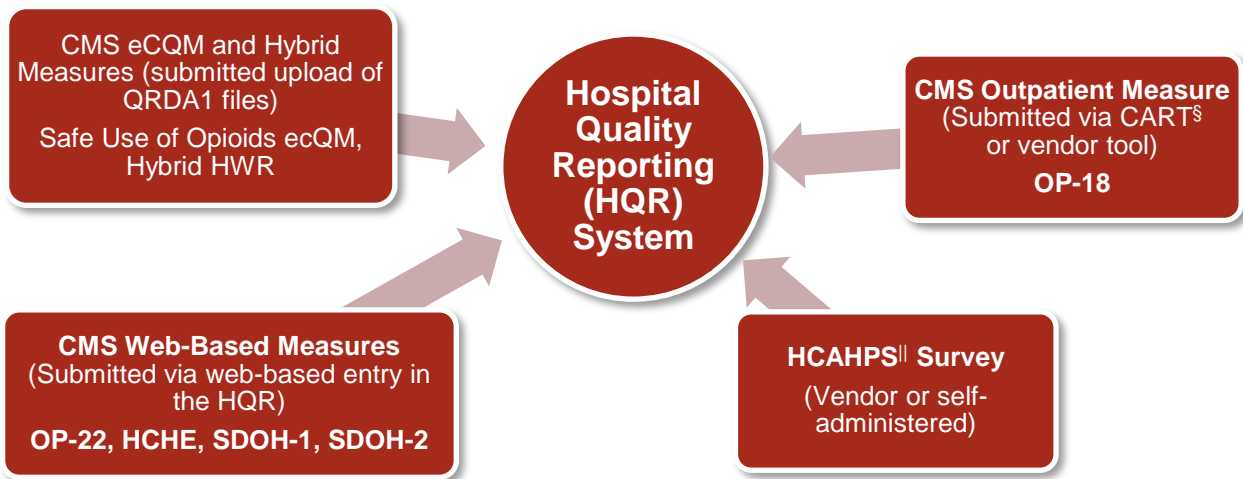 CMS eCQM and Hybrid
Measures (submitted upload of
QRDA1 files)
Safe Use of Opioids ecQM,
Hybrid HWR
Hospital
Quality
Reporting
(HQR)
System
CMS Outpatient Measure
(Submitted via CART§
or vendor tool)
OP-18
CMS Web-Based Measures
(Submitted via web-based entry in
the HQR)
OP-22, HCHE, SDOH-1, SDOH-2
HCAHPS|| Survey
(Vendor or self-
administered)